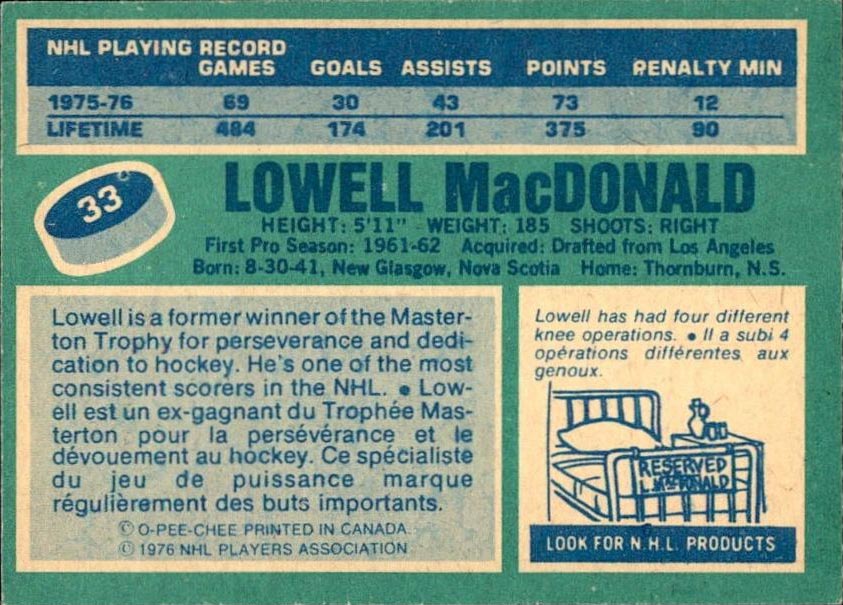 NHL PLAYING RECORD
GAMES GOALS ASSISTS POINTS PENALTY MIN
1975-76 69 30 43 73 12
LIFETIME 484 174 201 375 90
33
LOWELL MacDONALD
HEIGHT: 5'11" WEIGHT: 185 SHOOTS: RIGHT
First Pro Season: 1961-62 Acquired: Drafted from Los Angeles
Born: 8-30-41, New Glasgow, Nova Scotia Home: Thornburn, N.S.
Lowell is a former winner of the Master-
ton Trophy for perseverance and dedi-
cation to hockey. He's one of the most
consistent scorers in the NHL. • Low-
ell est un ex-gagnant du Trophée Mas-
terton pour la persévérance et le
dévouement au hockey. Ce spécialiste
du jeu de puissance marque
régulièrement des buts importants.
© O-PEE-CHEE PRINTED IN CANADA
© 1976 NHL PLAYERS ASSOCIATION
Lowell has had four different
knee operations. • Il a subi 4
opérations différentes aux
genoux.
RESERVED
L. MacDONALD
LOOK FOR N.H.L. PRODUCTS